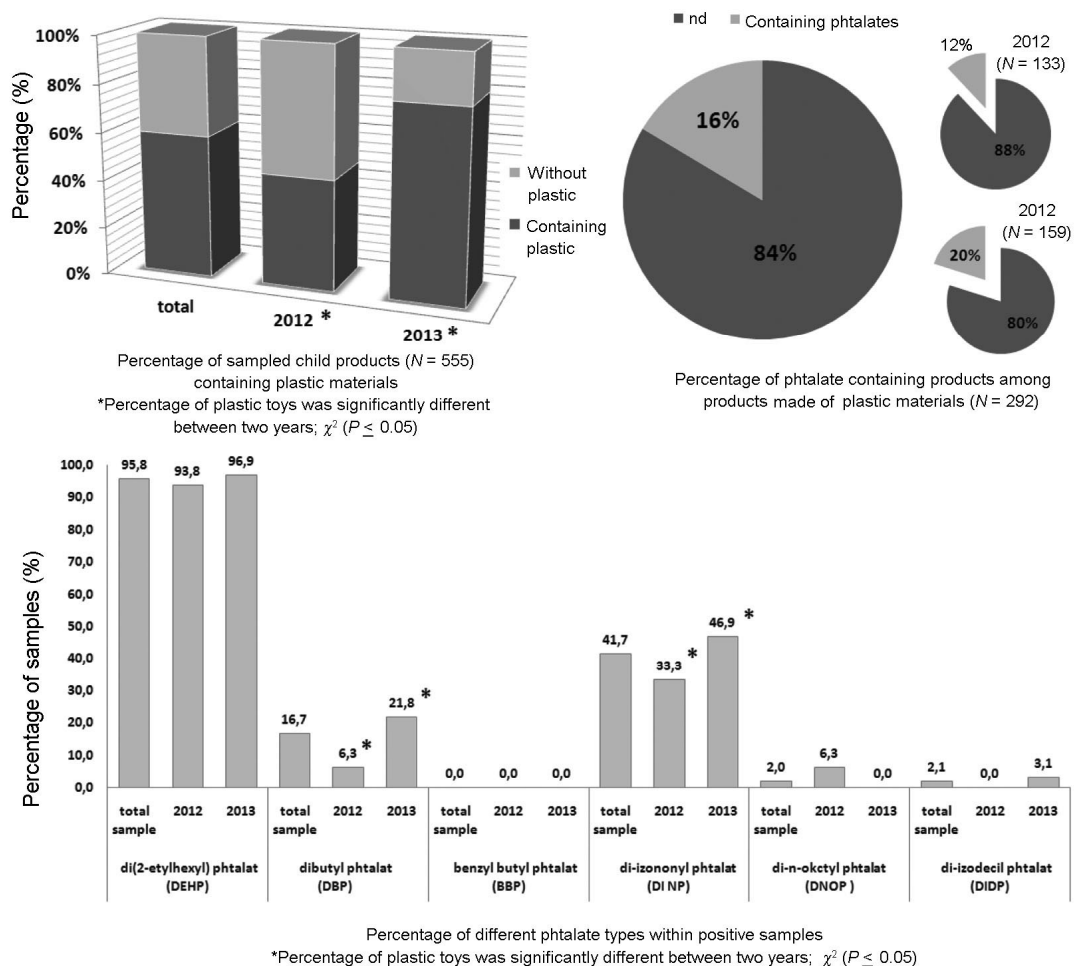 100%
80%
60%
40%
20%
0%
Percentage (%)
total
2012 *
2013 *
Without
plastic
Containing
plastic
Percentage of sampled child products (N = 555)
containing plastic materials
*Percentage of plastic toys was significantly different
between two years; χ² (P ≤ 0.05)
nd
Containing phtalates
16%
84%
12%
2012
(N = 133)
88%
2012
(N = 159)
20%
80%
Percentage of phtalate containing products among
products made of plastic materials (N = 292)
Percentage of samples (%)
100,0
90,0
80,0
70,0
60,0
50,0
40,0
30,0
20,0
10,0
0,0
95,8 93,8 96,9
16,7 6,3 * 21,8 *
0,0 0,0 0,0
41,7 33,3 * 46,9 *
2,0 6,3 0,0
2,1 0,0 3,1
total 2012 2013 total 2012 2013 total 2012 2013 total 2012 2013 total 2012 2013 total 2012 2013
sample sample sample sample sample sample
di(2-etylhexyl) phtalat dibutyl phtalat benzyl butyl phtalat di-izononyl phtalat di-n-okctyl phtalat di-izodecil phtalat
(DEHP) (DBP) (BBP) (DI NP) (DNOP ) (DIDP)
Percentage of different phtalate types within positive samples
*Percentage of plastic toys was significantly different between two years; χ² (P ≤ 0.05)